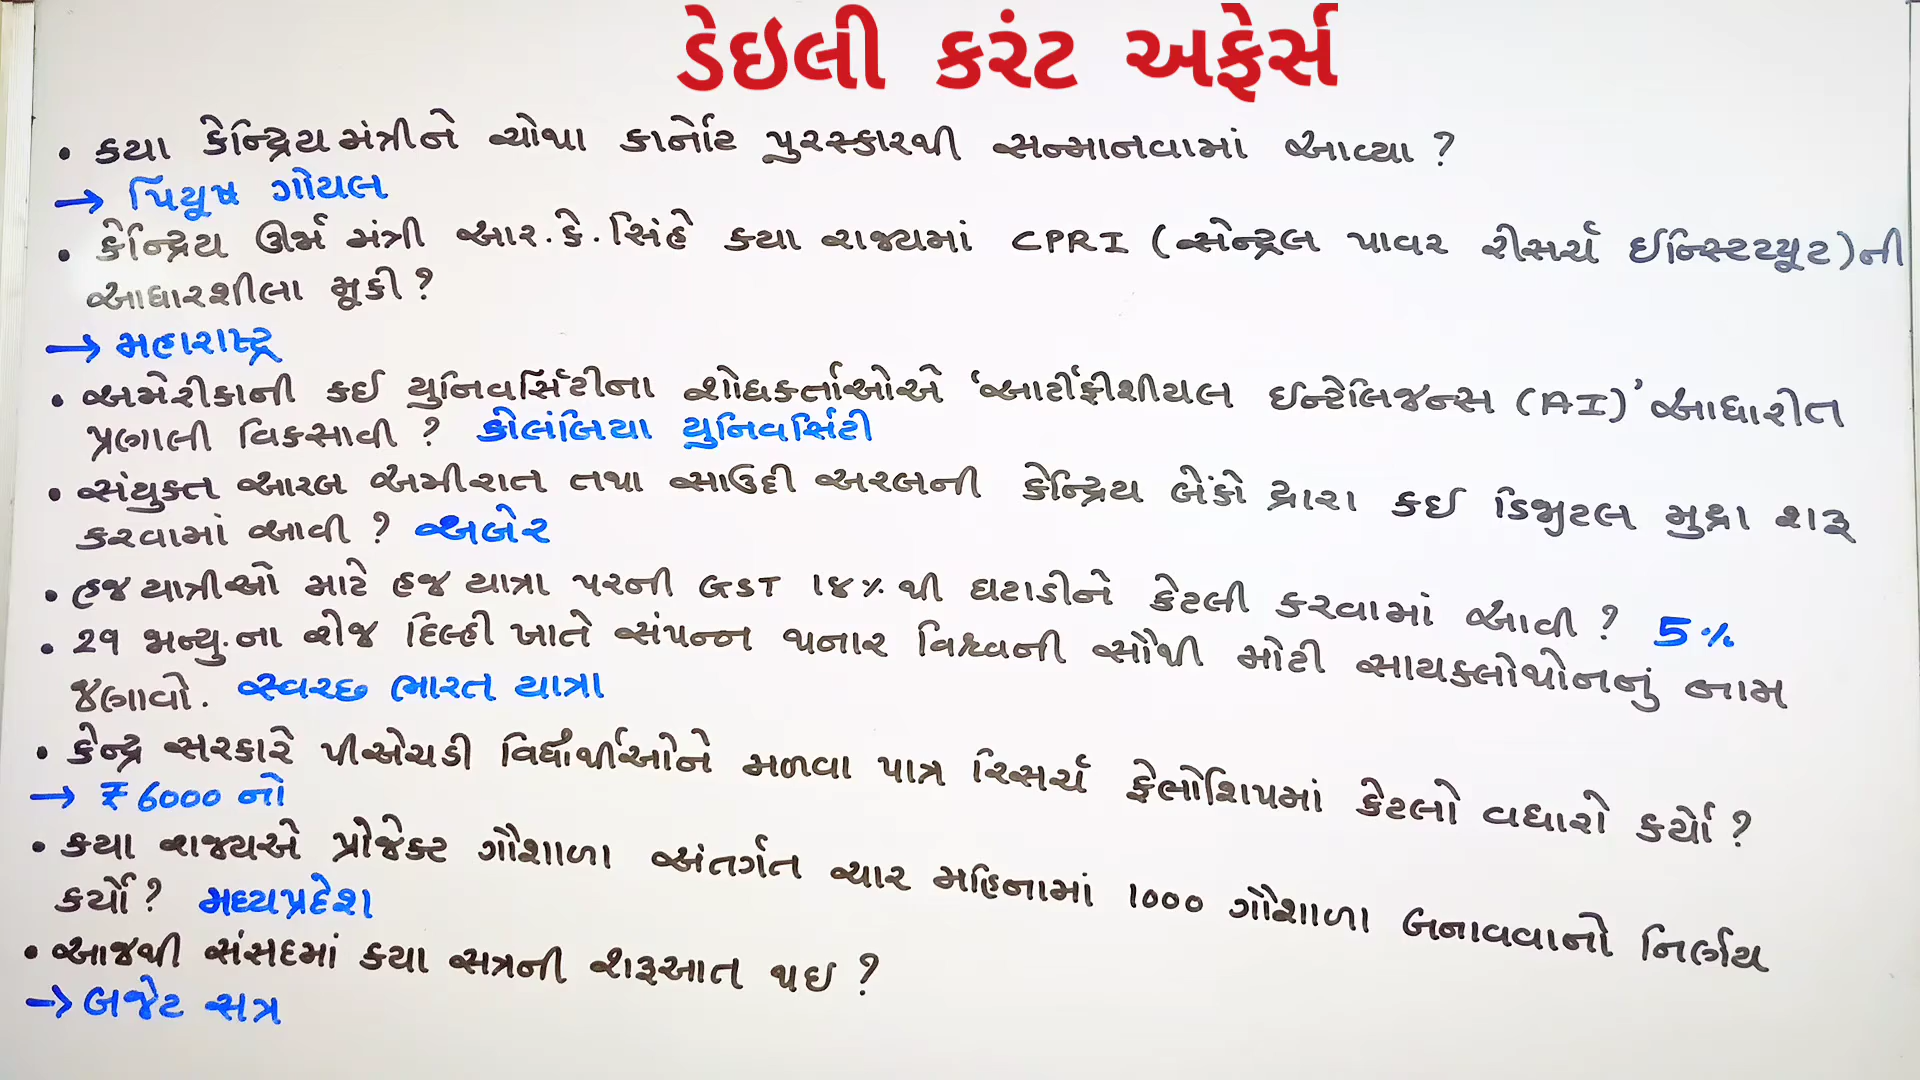 ડેઇલી કરંટ અફેર્સ
• કયા કેન્દ્રિય મંત્રીને ચોથા કાર્નોટ પુરસ્કારથી સન્માનવામાં આવ્યા ?
→ પિયૂષ ગોયલ
• કેન્દ્રિય ઊર્જા મંત્રી આર.કે.સિંહે કયા રાજ્યમાં CPRI (સેન્ટ્રલ પાવર રીસર્ચ ઈન્સ્ટિટ્યૂટ)ની
આધારશીલા મૂકી ?
→ મહારાષ્ટ્ર
• અમેરીકાની કઈ યુનિવર્સિટીના શોધકર્તાઓએ 'આર્ટીફીશીયલ ઈન્ટેલિજન્સ (AI)' આધારીત
પ્રણાલી વિકસાવી ? કોલંબિયા યુનિવર્સિટી
• સંયુક્ત આરબ અમીરાત તથા સાઉદી અરબની કેન્દ્રિય બેંકો દ્વારા કઈ ડિજીટલ મુદ્રા શરૂ
કરવામાં આવી ? અબેર
• હજ યાત્રીઓ માટે હજ યાત્રા પરની GST ૧૪% થી ઘટાડીને કેટલી કરવામાં આવી ? 5%
• ૨૧ જાન્યુ.ના રોજ દિલ્હી ખાતે સંપન્ન થનાર વિશ્વની સૌથી મોટી સાયક્લોથોનનું નામ
જણાવો. સ્વચ્છ ભારત યાત્રા
• કેન્દ્ર સરકારે પીએચડી વિદ્યાર્થીઓને મળવા પાત્ર રિસર્ચ ફેલોશિપમાં કેટલો વધારો કર્યો ?
→ ₹ 6000 નો
• કયા રાજ્યએ પ્રોજેક્ટ ગૌશાળા અંતર્ગત ચાર મહિનામાં 1000 ગૌશાળા બનાવવાનો નિર્ણય
કર્યો ? મધ્યપ્રદેશ
• આજથી સંસદમાં કયા સત્રની શરૂઆત થઇ ?
→ બજેટ સત્ર